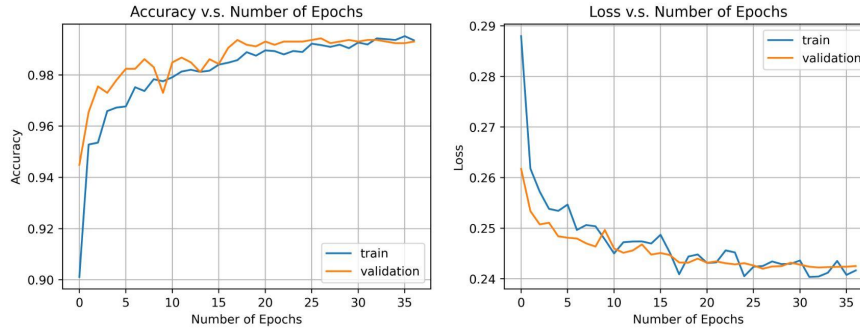 Accuracy v.s. Number of Epochs
0.98
0.96
0.94
0.92
0.90
Accuracy
train
validation
0 5 10 15 20 25 30 35
Number of Epochs
Loss v.s. Number of Epochs
0.29
0.28
0.27
0.26
0.25
0.24
Loss
train
validation
0 5 10 15 20 25 30 35
Number of Epochs